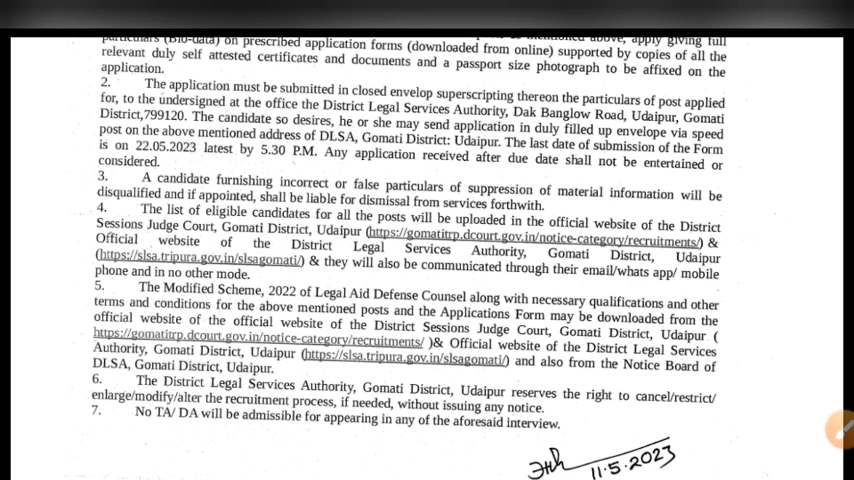 particulars (Bio-data) on prescribed application forms (downloaded from online) supported by copies of all the
relevant duly self attested certificates and documents and a passport size photograph to be affixed on the
application.
2. The application must be submitted in closed envelop superscripting thereon the particulars of post applied
for, to the undersigned at the office the District Legal Services Authority, Dak Banglow Road, Udaipur, Gomati
District,799120. The candidate so desires, he or she may send application in duly filled up envelope via speed
post on the above mentioned address of DLSA, Gomati District: Udaipur. The last date of submission of the Form
is on 22.05.2023 latest by 5.30 P.M. Any application received after due date shall not be entertained or
considered.
3. A candidate furnishing incorrect or false particulars of suppression of material information will be
disqualified and if appointed, shall be liable for dismissal from services forthwith.
4. The list of eligible candidates for all the posts will be uploaded in the official website of the District
Sessions Judge Court, Gomati District, Udaipur (https://gomatitrp.dcourt.gov.in/notice-category/recruitments/) &
Official website of the District Legal Services Authority, Gomati District, Udaipur
(https://slsa.tripura.gov.in/slsagomati/) & they will also be communicated through their email/whats app/ mobile
phone and in no other mode.
5. The Modified Scheme, 2022 of Legal Aid Defense Counsel along with necessary qualifications and other
terms and conditions for the above mentioned posts and the Applications Form may be downloaded from the
official website of the official website of the District Sessions Judge Court, Gomati District, Udaipur (
https://gomatitrp.dcourt.gov.in/notice-category/recruitments/ )& Official website of the District Legal Services
Authority, Gomati District, Udaipur (https://slsa.tripura.gov.in/slsagomati/) and also from the Notice Board of
DLSA, Gomati District, Udaipur.
6. The District Legal Services Authority, Gomati District, Udaipur reserves the right to cancel/restrict/
enlarge/modify/alter the recruitment process, if needed, without issuing any notice.
7. No TA/ DA will be admissible for appearing in any of the aforesaid interview.
11.5.2023